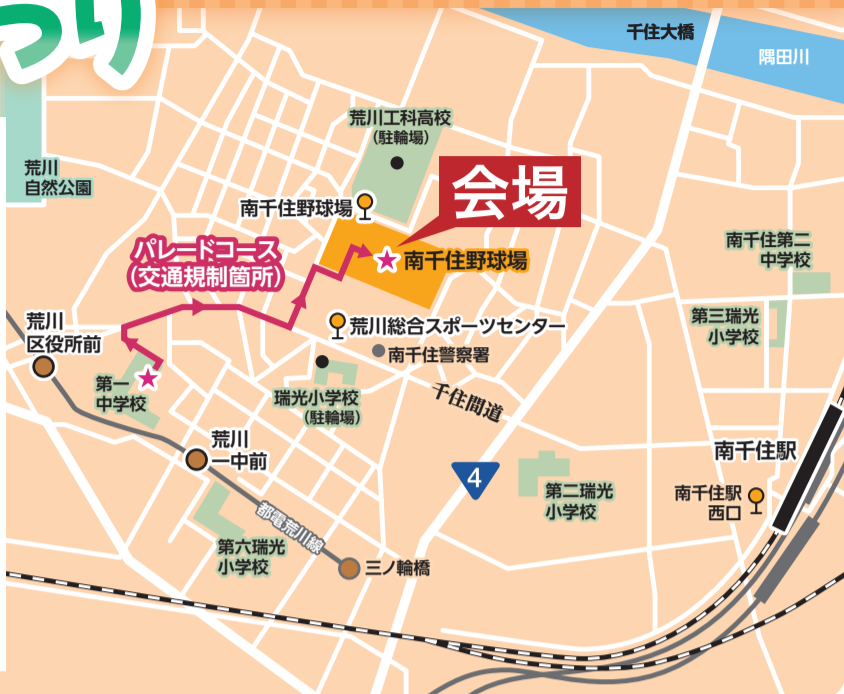 つり
千住大橋
隅田川
荒川工科高校
(駐輪場)
荒川
自然公園
会場
南千住野球場
パレードコース
(交通規制箇所)
南千住野球場
南千住第二
中学校
荒川
区役所前
荒川総合スポーツセンター
第三瑞光
小学校
南千住警察署
第一
中学校
瑞光小学校
(駐輪場)
千住間道
荒川
一中前
南千住駅
4
第二瑞光
小学校
南千住駅
西口
都電荒川線
第六瑞光
小学校
三ノ輪橋